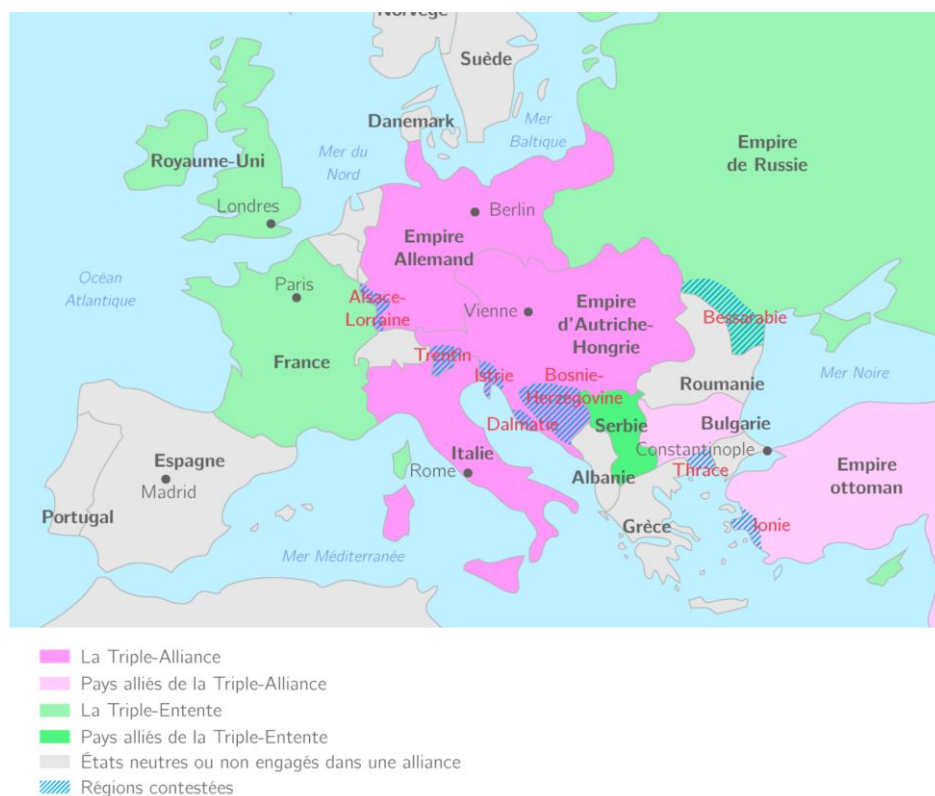 Norvège
Suède
Danemark
Mer
Baltique
Empire
de Russie
Royaume-Uni
Mer du
Nord
Londres
Berlin
Empire
Allemand
Océan
Atlantique
Paris
Alsace-
Lorraine
Vienne
Empire
d'Autriche-
Hongrie
Bessarabie
France
Trentin
Istrie
Bosnie-
Herzegovine
Roumanie
Mer Noire
Dalmatie
Serbie
Bulgarie
Constantinople
Espagne
Madrid
Italie
Rome
Albanie
Thrace
Empire
ottoman
Portugal
Grèce
Ionie
Mer Méditerranée
La Triple-Alliance
Pays alliés de la Triple-Alliance
La Triple-Entente
Pays alliés de la Triple-Entente
États neutres ou non engagés dans une alliance
Régions contestées